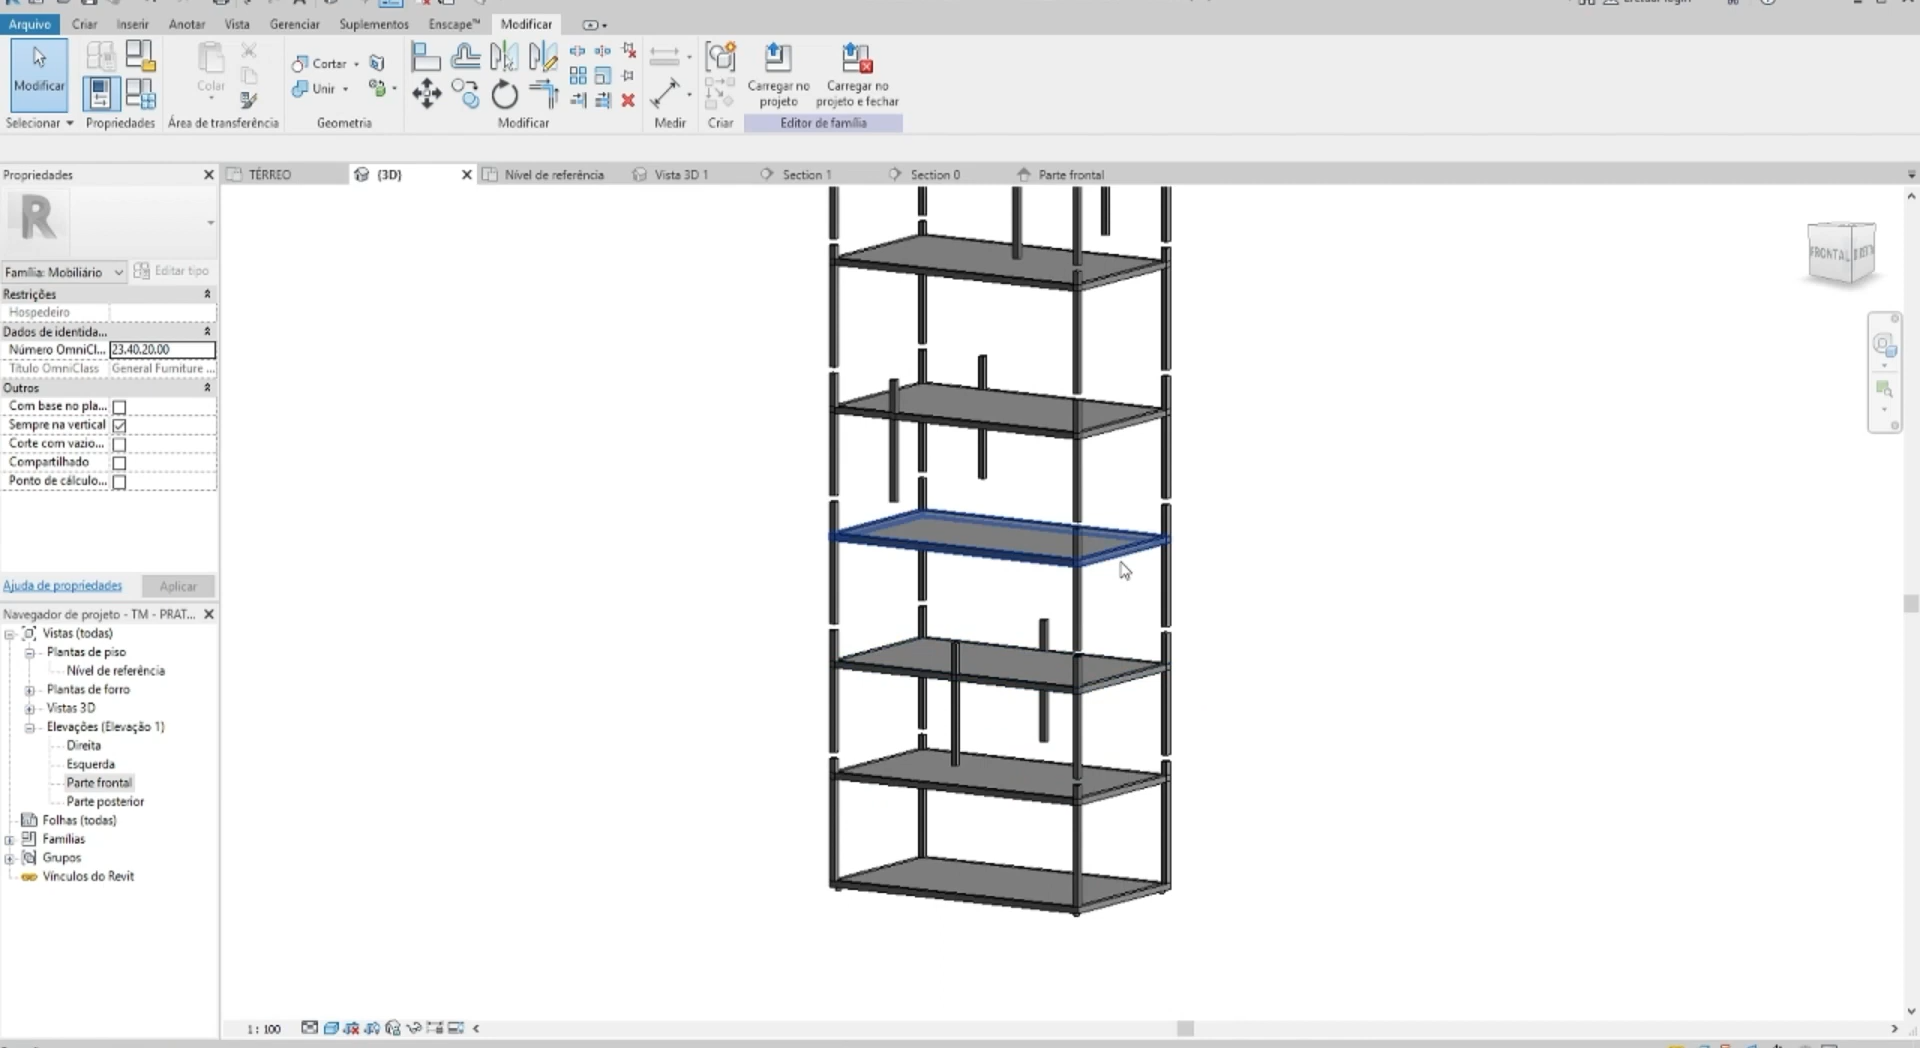 Arquivo Criar Inserir Anotar Vista Gerenciar Suplementos Enscape™ Modificar
Modificar
Colar
Cortar
Unir
Carregar no projeto
Carregar no projeto e fechar
Selecionar Propriedades Área de transferência Geometria Modificar Medir Criar Editor de família
Propriedades
TÉRREO {3D} Nível de referência Vista 3D 1 Section 1 Section 0 Parte frontal
R
Família: Mobiliário Editar tipo
Restrições
Hospedeiro
Dados de identida...
Número OmniCl... 23.40.20.00
Título OmniClass General Furniture ...
Outros
Com base no pla...
Sempre na vertical
Corte com vazio...
Compartilhado
Ponto de cálculo...
Ajuda de propriedades Aplicar
Navegador de projeto - TM - PRAT...
Vistas (todas)
Plantas de piso
Nível de referência
Plantas de forro
Vistas 3D
Elevações (Elevação 1)
Direita
Esquerda
Parte frontal
Parte posterior
Folhas (todas)
Famílias
Grupos
Vínculos do Revit
FRONTAL
1 : 100